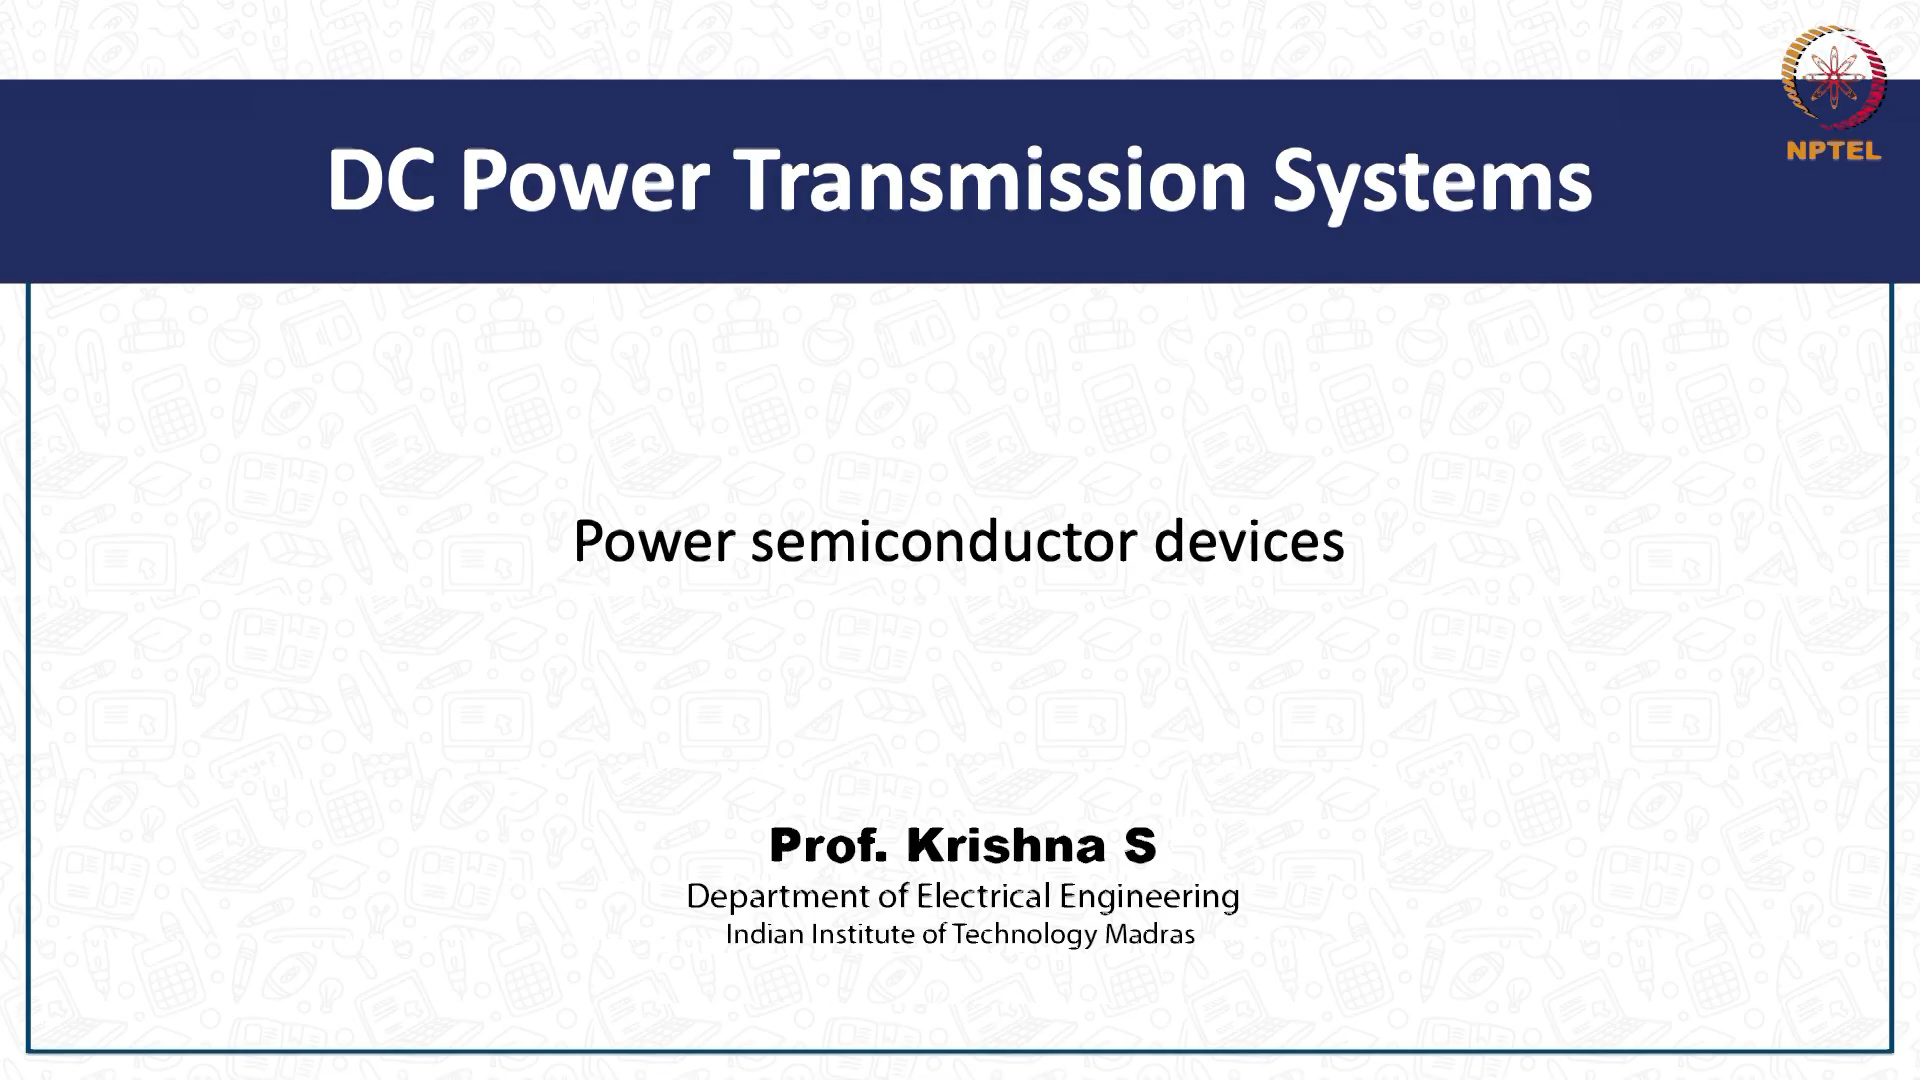 NPTEL
DC Power Transmission Systems
Power semiconductor devices
Prof. Krishna S
Department of Electrical Engineering
Indian Institute of Technology Madras